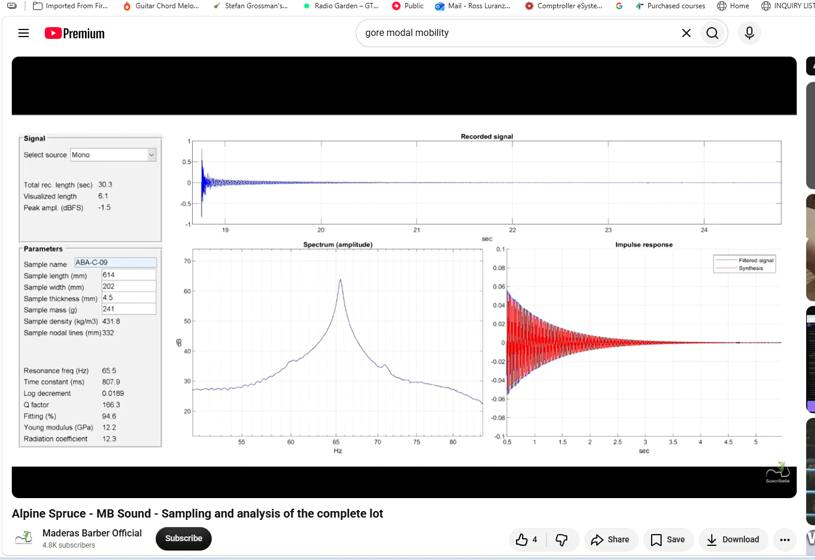 Imported From Fir...
Guitar Chord Melo...
Stefan Grossman's...
Radio Garden – GT...
Public
Mail - Ross Luranz...
Comptroller eSyste...
Purchased courses
Home
INQUIRY LIST
Premium
gore modal mobility
Signal
Select source Mono
Total rec. length (sec) 30.3
Visualized length 6.1
Peak ampl. (dBFS) -1.5
Recorded signal
1
0.5
0
-0.5
-1
19 20 21 22 23 24
sec
Parameters
Sample name ABA-C-09
Sample length (mm) 614
Sample width (mm) 202
Sample thickness (mm) 4.5
Sample mass (g) 241
Sample density (kg/m3) 431.8
Sample nodal lines (mm) 332
Resonance freq (Hz) 65.5
Time constant (ms) 807.9
Log decrement 0.0189
Q factor 166.3
Fitting (%) 94.6
Young modulus (GPa) 12.2
Radiation coefficient 12.3
Spectrum (amplitude)
70
60
50
40
30
20
dB
55 60 65 70 75 80
Hz
Impulse response
Filtered signal
Synthesis
0.1
0.08
0.06
0.04
0.02
0
-0.02
-0.04
-0.06
-0.08
-0.1
0.5 1 1.5 2 2.5 3 3.5 4 4.5 5
sec
Suscribete
Alpine Spruce - MB Sound - Sampling and analysis of the complete lot
Maderas Barber Official
4.8K subscribers
Subscribe
4
Share
Save
Download